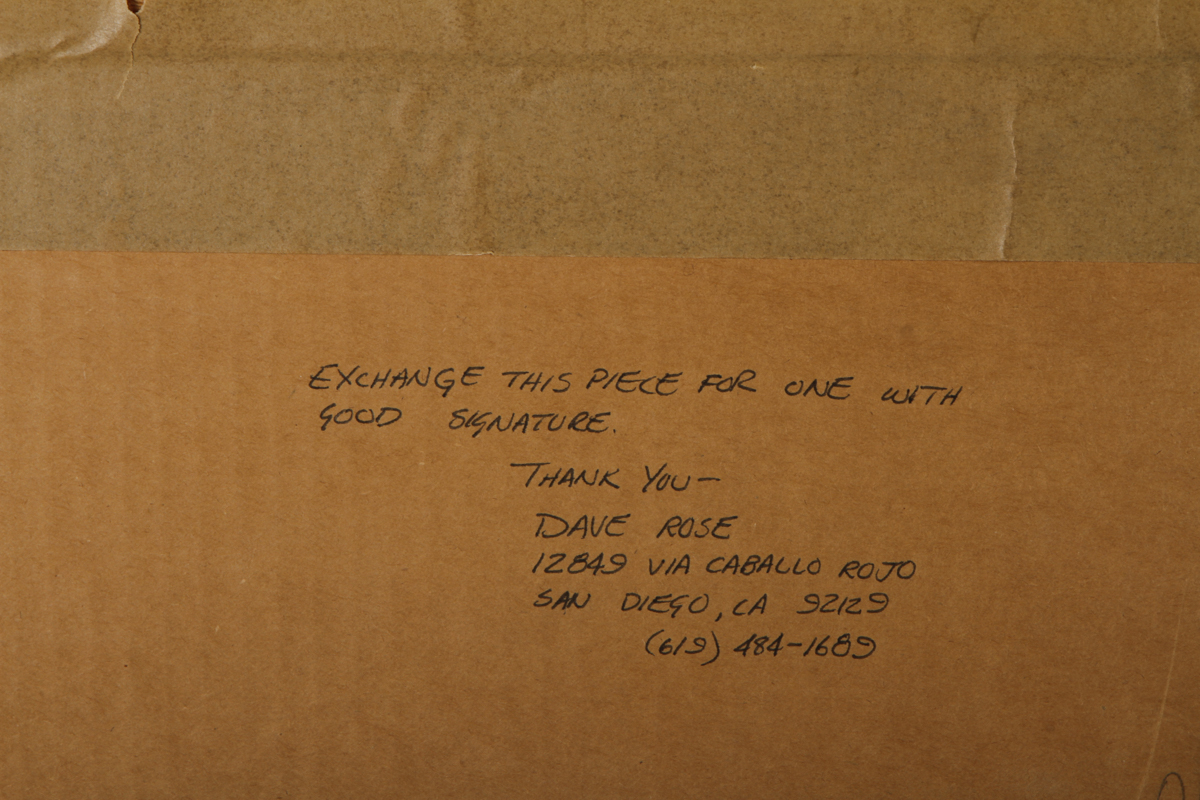 EXCHANGE THIS PIECE FOR ONE WITH
GOOD SIGNATURE.
THANK YOU—
DAVE ROSE
12849 VIA CABALLO ROJO
SAN DIEGO, CA 92129
(619) 484-1689